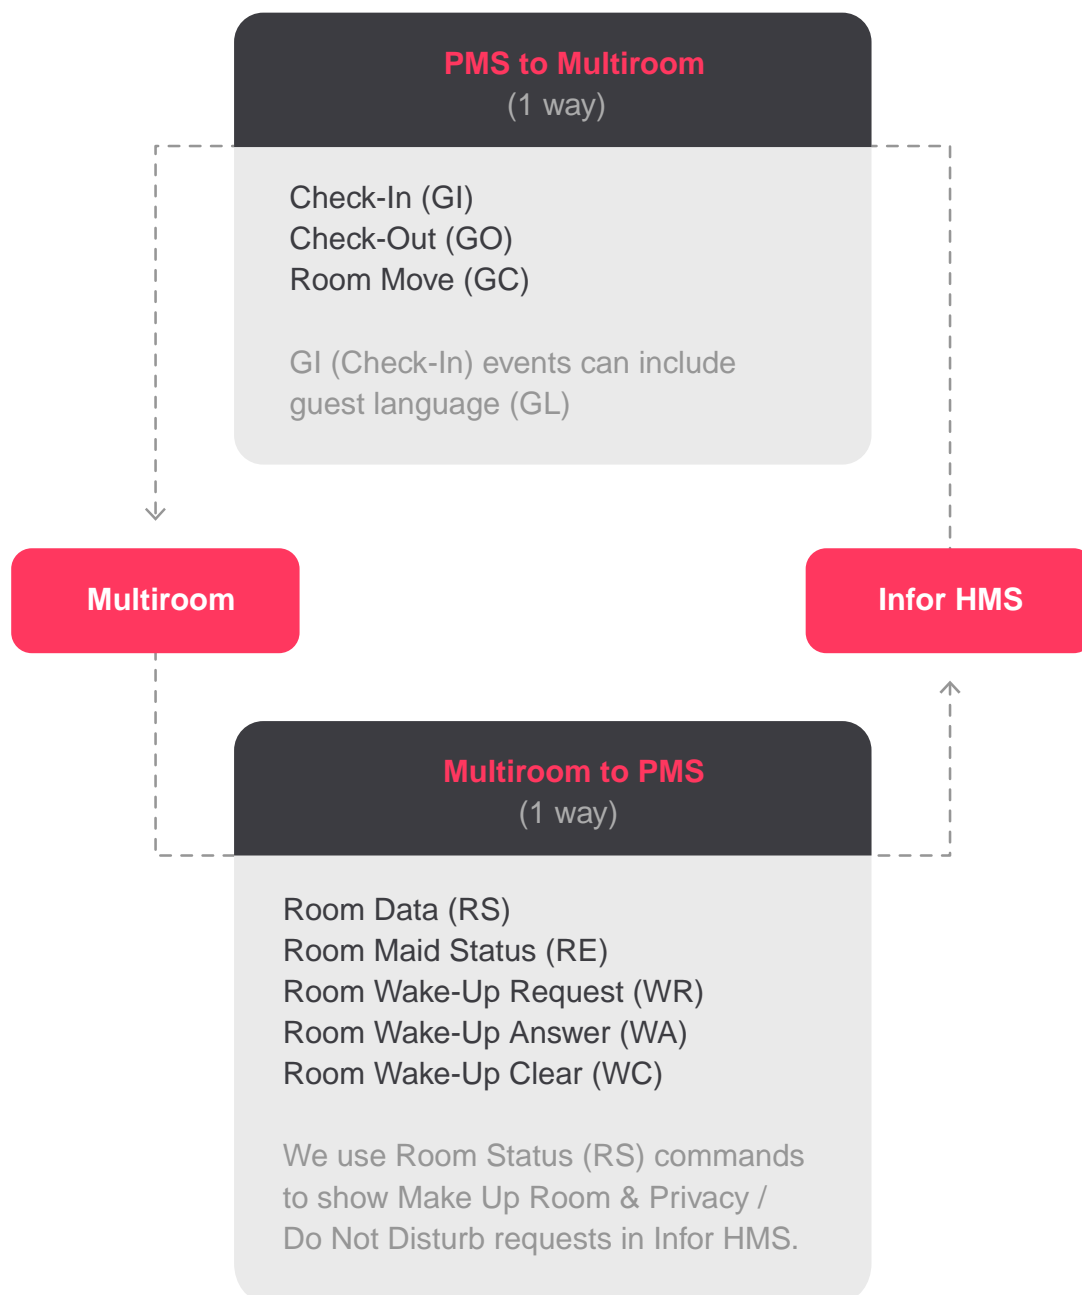 PMS to Multiroom
(1 way)
Check-In (GI)
Check-Out (GO)
Room Move (GC)
GI (Check-In) events can include
guest language (GL)
Multiroom
Infor HMS
Multiroom to PMS
(1 way)
Room Data (RS)
Room Maid Status (RE)
Room Wake-Up Request (WR)
Room Wake-Up Answer (WA)
Room Wake-Up Clear (WC)
We use Room Status (RS) commands
to show Make Up Room & Privacy /
Do Not Disturb requests in Infor HMS.